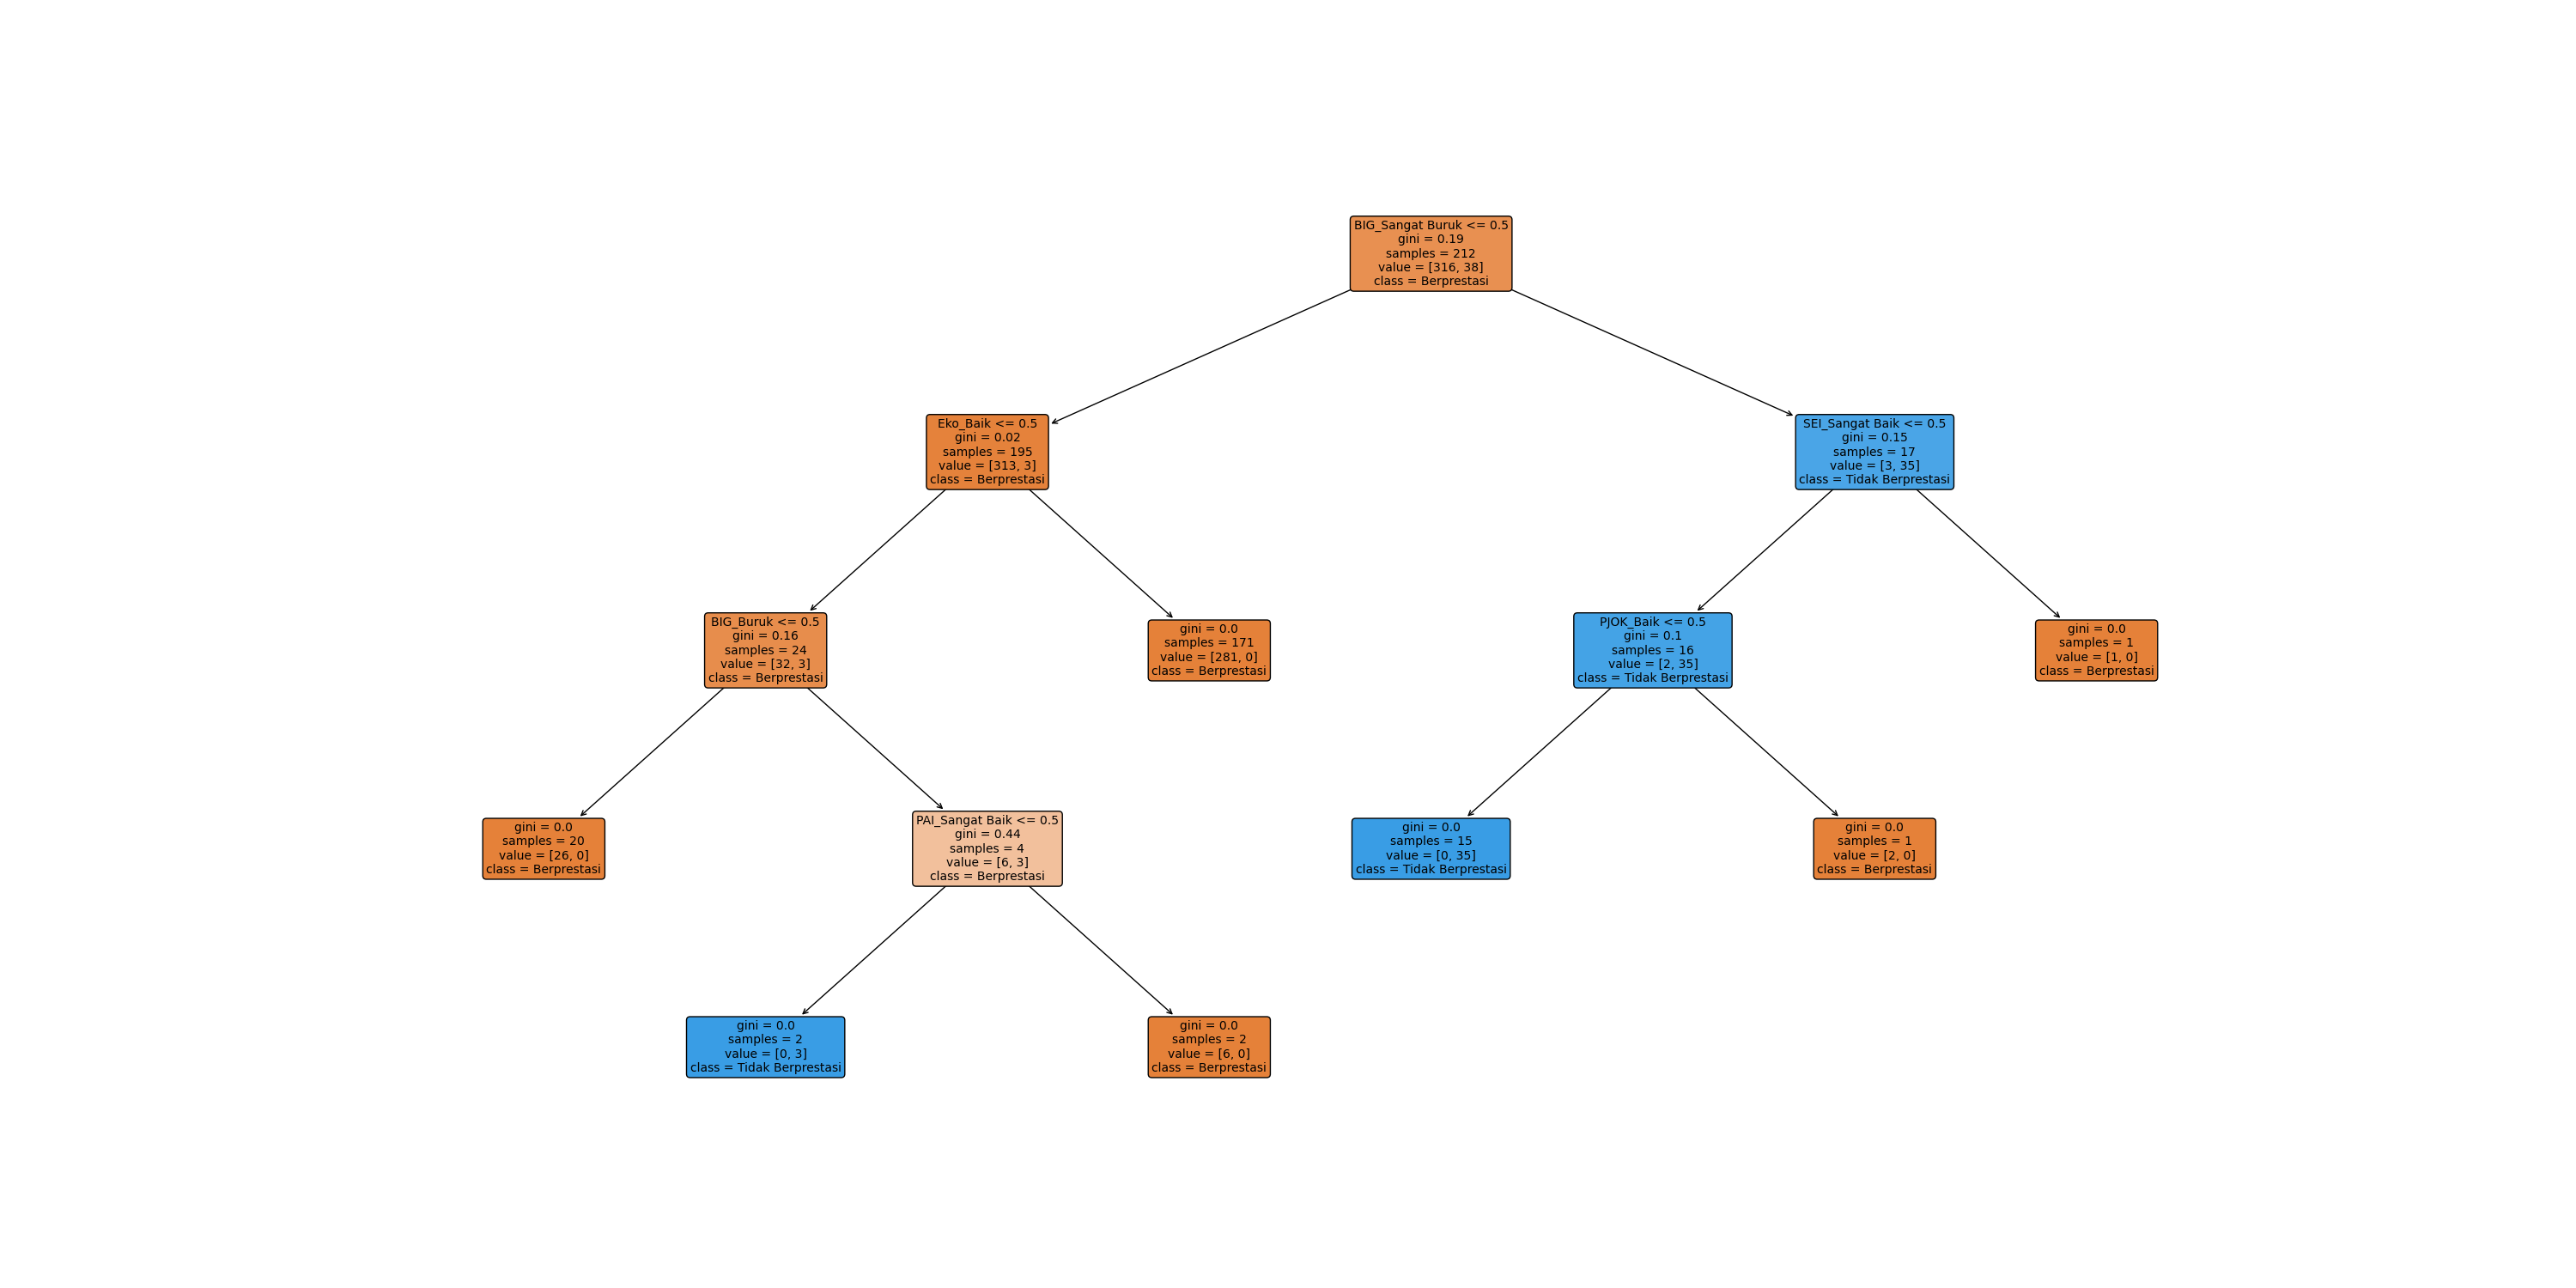 BIG_Sangat Buruk <= 0.5
gini = 0.19
samples = 212
value = [316, 38]
class = Berprestasi
Eko_Baik <= 0.5
gini = 0.02
samples = 195
value = [313, 3]
class = Berprestasi
SEI_Sangat Baik <= 0.5
gini = 0.15
samples = 17
value = [3, 35]
class = Tidak Berprestasi
BIG_Buruk <= 0.5
gini = 0.16
samples = 24
value = [32, 3]
class = Berprestasi
gini = 0.0
samples = 171
value = [281, 0]
class = Berprestasi
PJOK_Baik <= 0.5
gini = 0.1
samples = 16
value = [2, 35]
class = Tidak Berprestasi
gini = 0.0
samples = 1
value = [1, 0]
class = Berprestasi
gini = 0.0
samples = 20
value = [26, 0]
class = Berprestasi
PAI_Sangat Baik <= 0.5
gini = 0.44
samples = 4
value = [6, 3]
class = Berprestasi
gini = 0.0
samples = 15
value = [0, 35]
class = Tidak Berprestasi
gini = 0.0
samples = 1
value = [2, 0]
class = Berprestasi
gini = 0.0
samples = 2
value = [0, 3]
class = Tidak Berprestasi
gini = 0.0
samples = 2
value = [6, 0]
class = Berprestasi